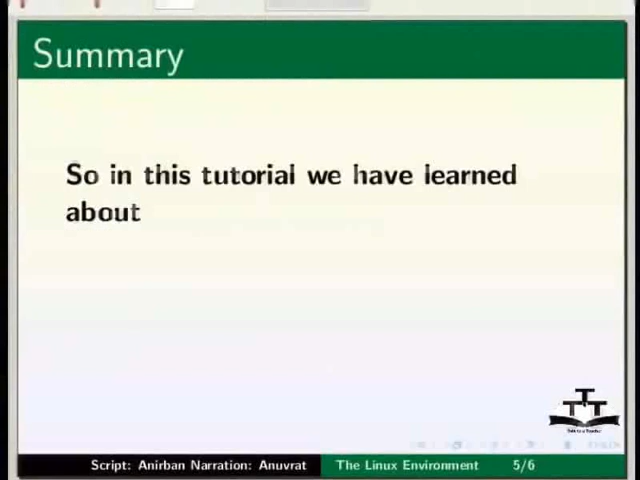 Summary
So in this tutorial we have learned
about
Script: Anirban Narration: Anuvrat The Linux Environment 5/6